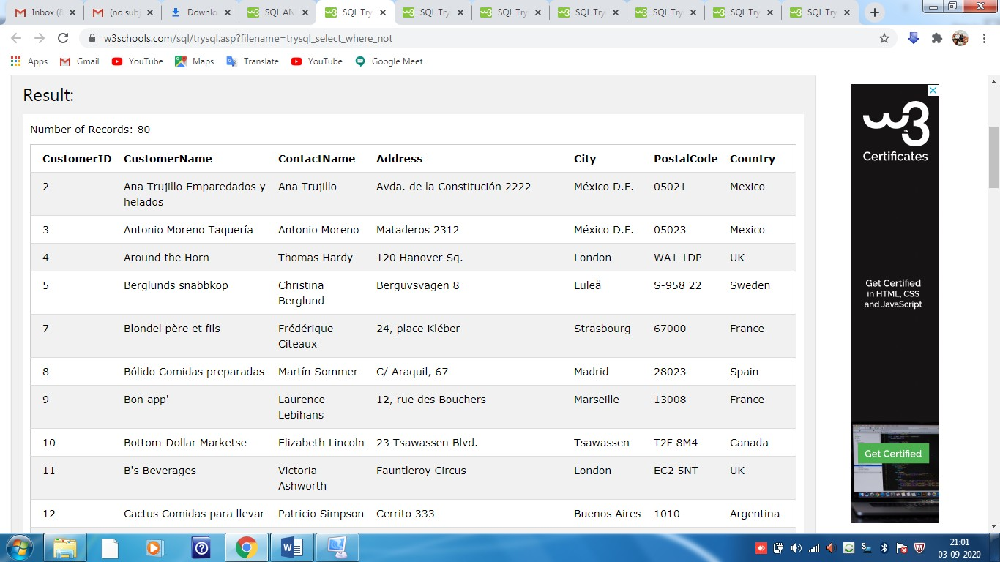 Inbox (8
(no sub
Downlo
SQL AN
SQL Try
SQL Try
SQL Try
SQL Try
SQL Try
SQL Try
SQL Try
w3schools.com/sql/trysql.asp?filename=trysql_select_where_not
Apps Gmail YouTube Maps Translate YouTube Google Meet
Result:
Number of Records: 80
CustomerID CustomerName ContactName Address City PostalCode Country
2 Ana Trujillo Emparedados y Ana Trujillo Avda. de la Constitución 2222 México D.F. 05021 Mexico
helados
3 Antonio Moreno Taquería Antonio Moreno Mataderos 2312 México D.F. 05023 Mexico
4 Around the Horn Thomas Hardy 120 Hanover Sq. London WA1 1DP UK
5 Berglunds snabbköp Christina Berguvsvägen 8 Luleå S-958 22 Sweden
Berglund
7 Blondel père et fils Frédérique 24, place Kléber Strasbourg 67000 France
Citeaux
8 Bólido Comidas preparadas Martín Sommer C/ Araquil, 67 Madrid 28023 Spain
9 Bon app' Laurence 12, rue des Bouchers Marseille 13008 France
Lebihans
10 Bottom-Dollar Marketse Elizabeth Lincoln 23 Tsawassen Blvd. Tsawassen T2F 8M4 Canada
11 B's Beverages Victoria Fauntleroy Circus London EC2 5NT UK
Ashworth
12 Cactus Comidas para llevar Patricio Simpson Cerrito 333 Buenos Aires 1010 Argentina
w3
TM
Certificates
Get Certified
in HTML, CSS
and JavaScript
Get Certified
21:01
03-09-2020